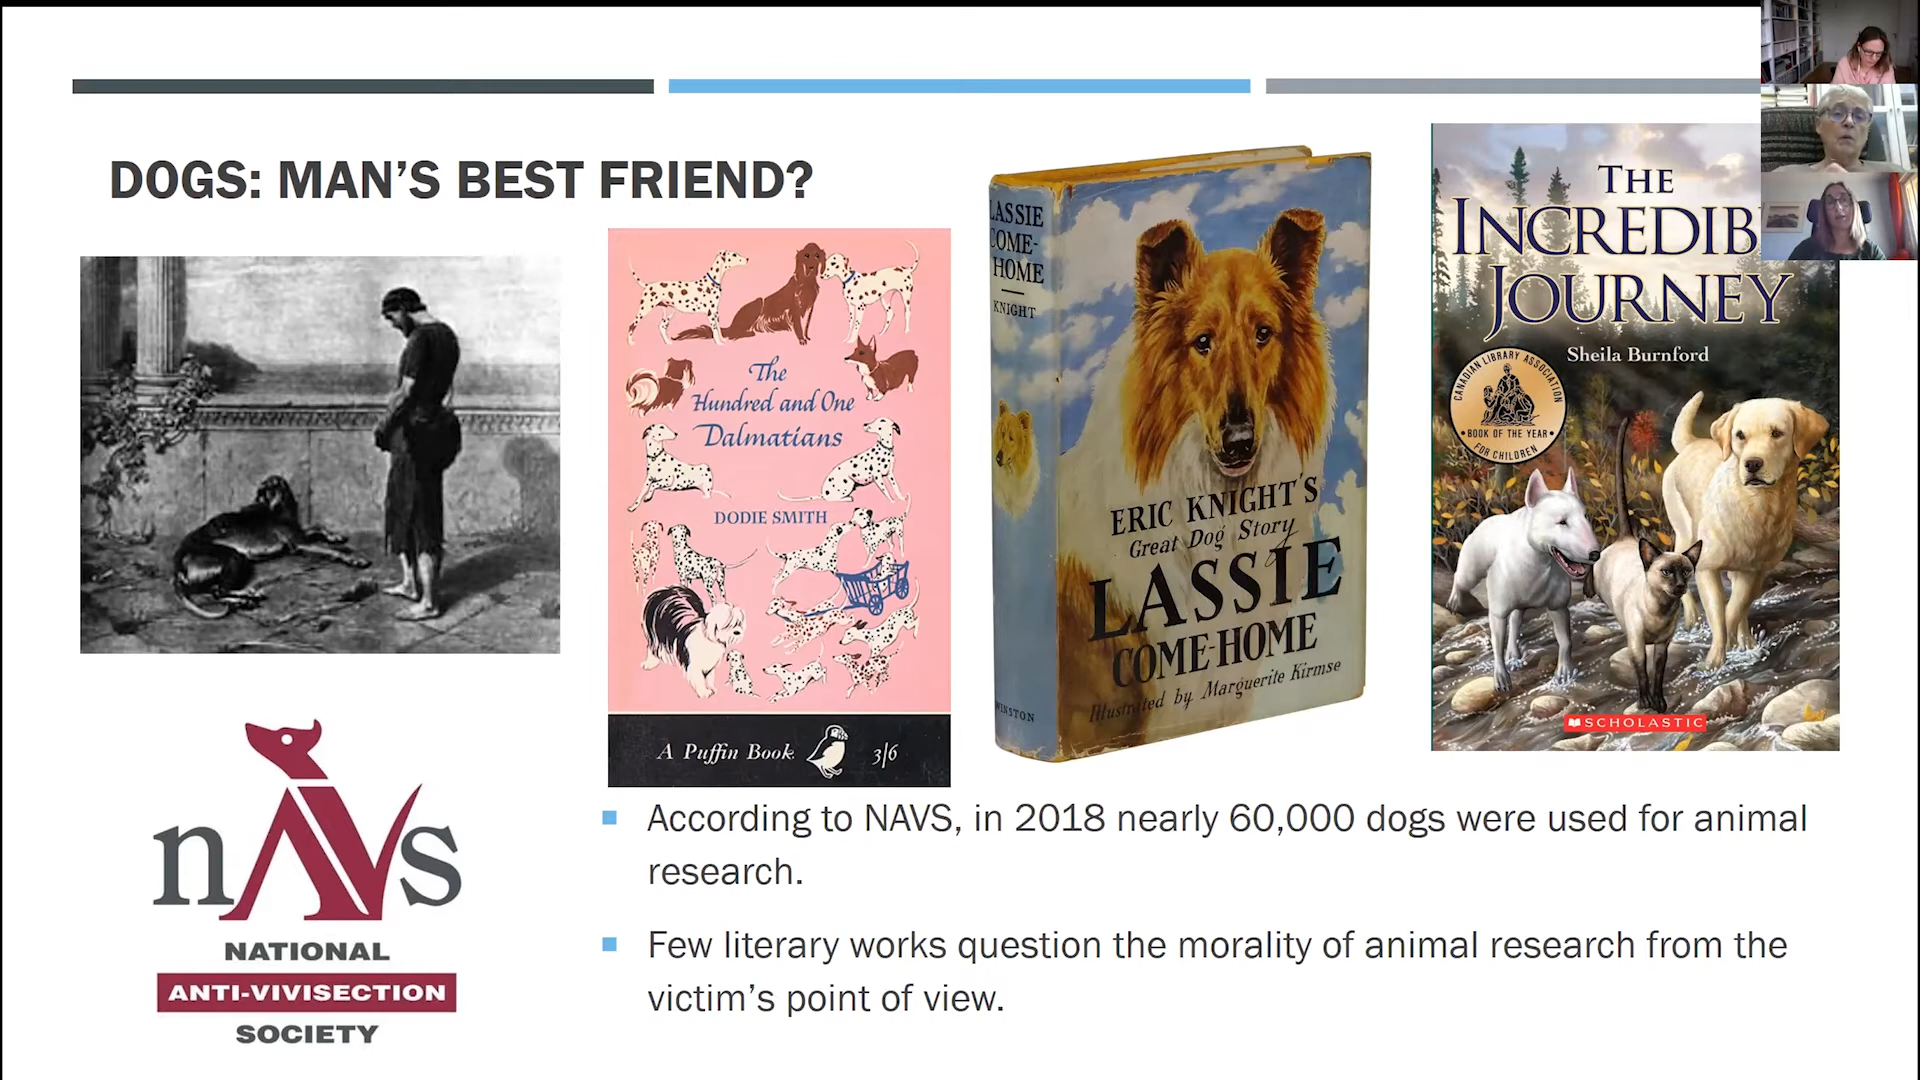 DOGS: MAN'S BEST FRIEND?
The
Hundred and One
Dalmatians
DODIE SMITH
A Puffin Book
3/6
LASSIE
COME-
HOME
KNIGHT
WINSTON
ERIC KNIGHT'S
Great Dog Story
LASSIE
COME-HOME
Illustrated by Marguerite Kirmse
THE
INCREDIB
JOURNEY
Sheila Burnford
CANADIAN LIBRARY ASSOCIATION
BOOK OF THE YEAR
FOR CHILDREN
SCHOLASTIC
nAVs
NATIONAL
ANTI-VIVISECTION
SOCIETY
According to NAVS, in 2018 nearly 60,000 dogs were used for animal
research.
Few literary works question the morality of animal research from the
victim's point of view.